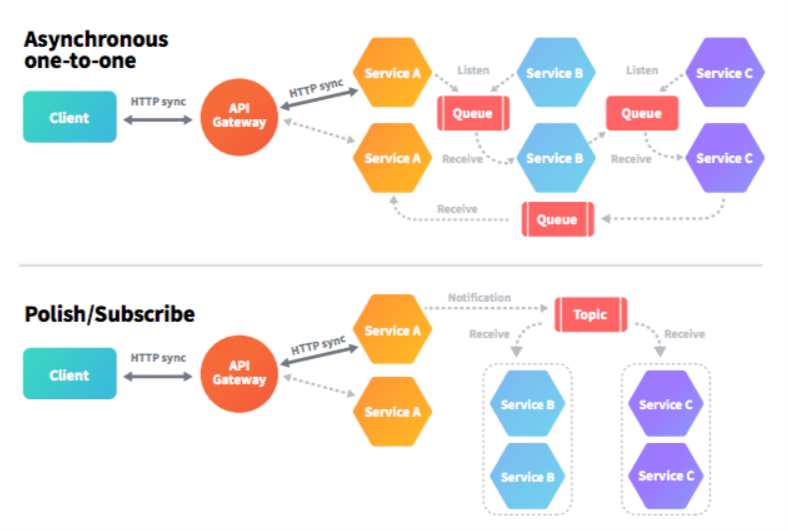 Asynchronous
one-to-one
Client
HTTP sync
API
Gateway
HTTP sync
Service A
Listen
Service B
Listen
Service C
Queue
Queue
Service A
Receive
Service B
Receive
Service C
Receive
Queue
Polish/Subscribe
Client
HTTP sync
API
Gateway
HTTP sync
Service A
Notification
Topic
Receive
Receive
Service A
Service B
Service C
Service B
Service C